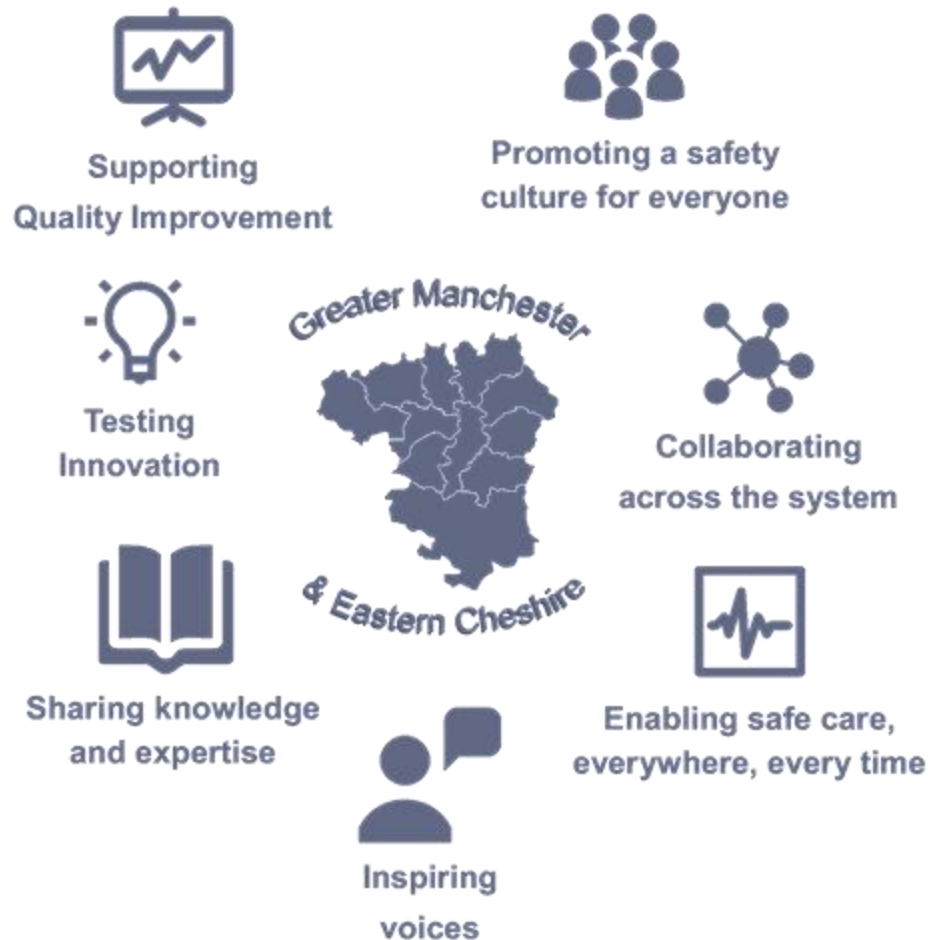 Supporting
Quality Improvement
Promoting a safety
culture for everyone
Testing
Innovation
Greater Manchester
& Eastern Cheshire
Collaborating
across the system
Sharing knowledge
and expertise
Enabling safe care,
everywhere, every time
Inspiring
voices